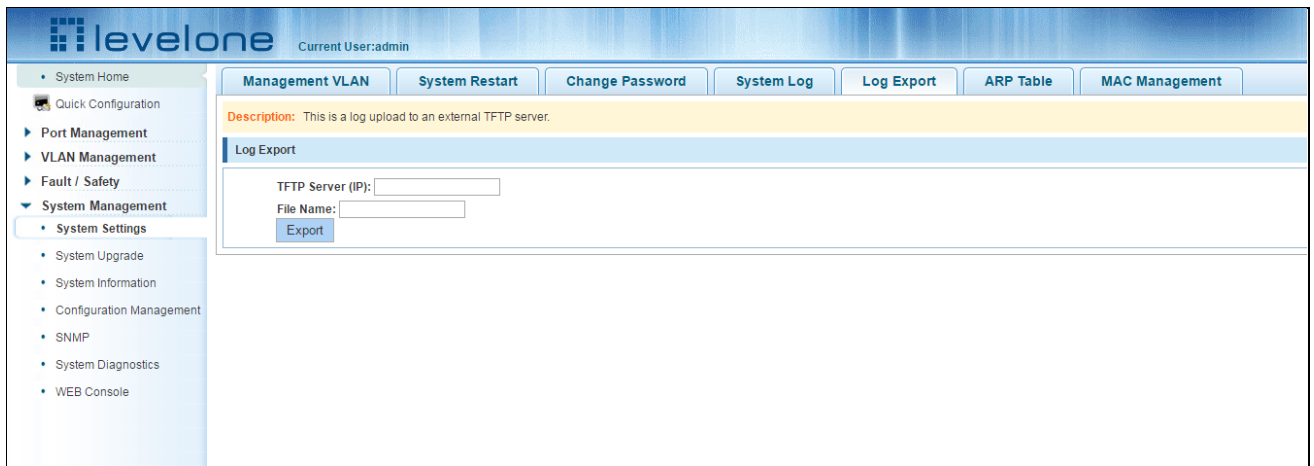 levelone
Current User:admin
System Home
Quick Configuration
Port Management
VLAN Management
Fault / Safety
System Management
System Settings
System Upgrade
System Information
Configuration Management
SNMP
System Diagnostics
WEB Console
Management VLAN
System Restart
Change Password
System Log
Log Export
ARP Table
MAC Management
Description: This is a log upload to an external TFTP server.
Log Export
TFTP Server (IP):
File Name:
Export